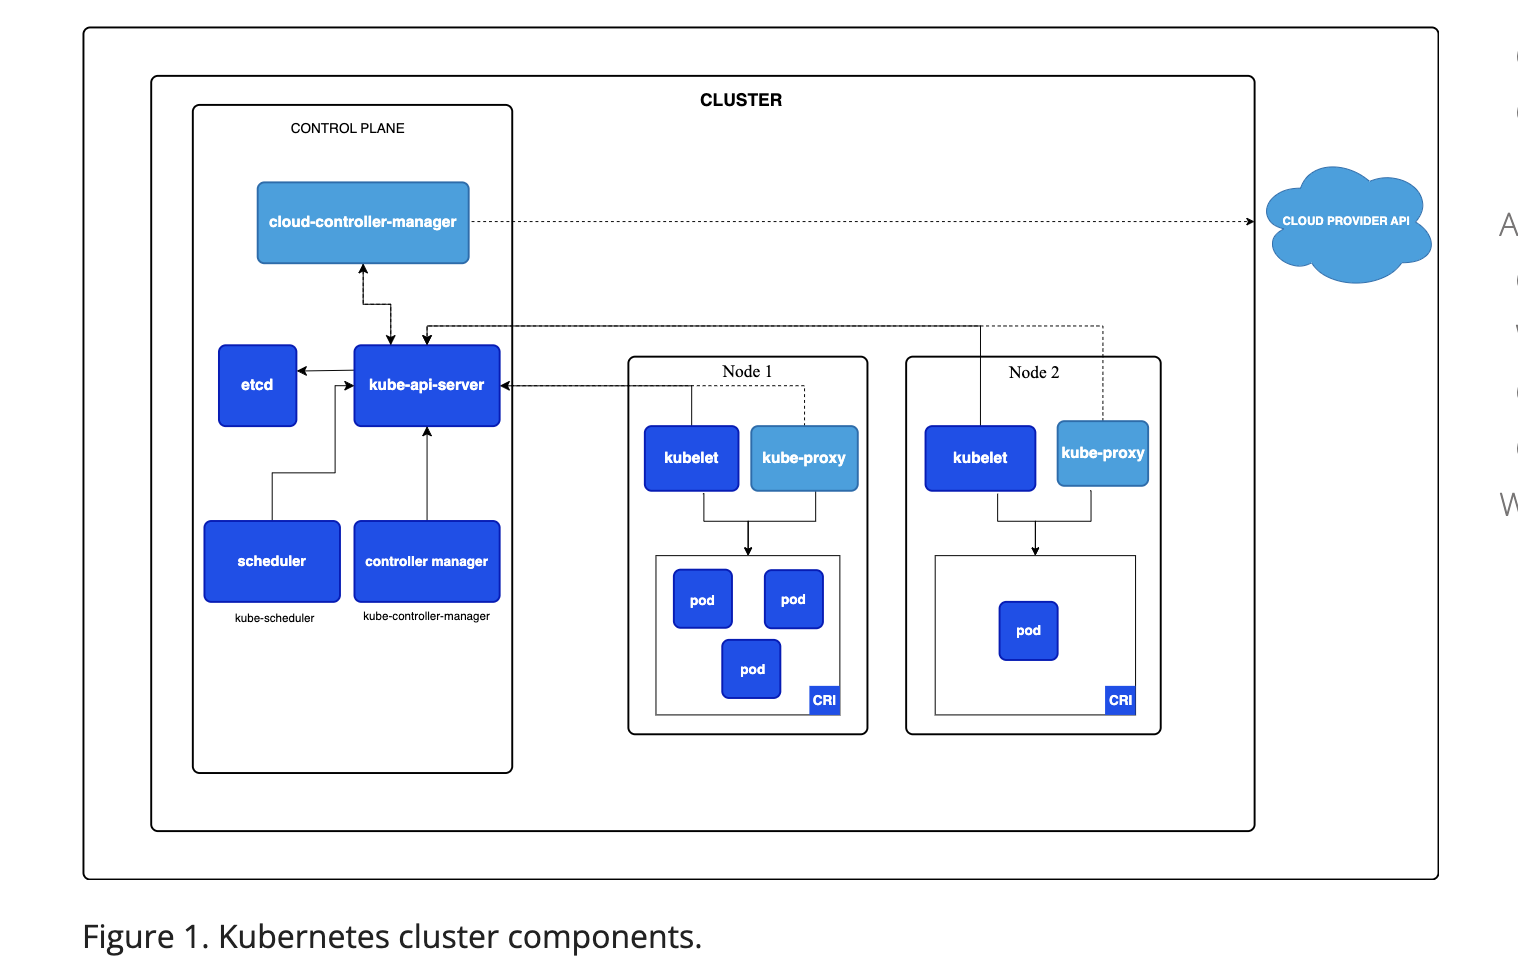 CLUSTER
CONTROL PLANE
cloud-controller-manager
CLOUD PROVIDER API
etcd
kube-api-server
scheduler
kube-scheduler
controller manager
kube-controller-manager
Node 1
kubelet
kube-proxy
pod
pod
pod
CRI
Node 2
kubelet
kube-proxy
pod
CRI
Figure 1. Kubernetes cluster components.